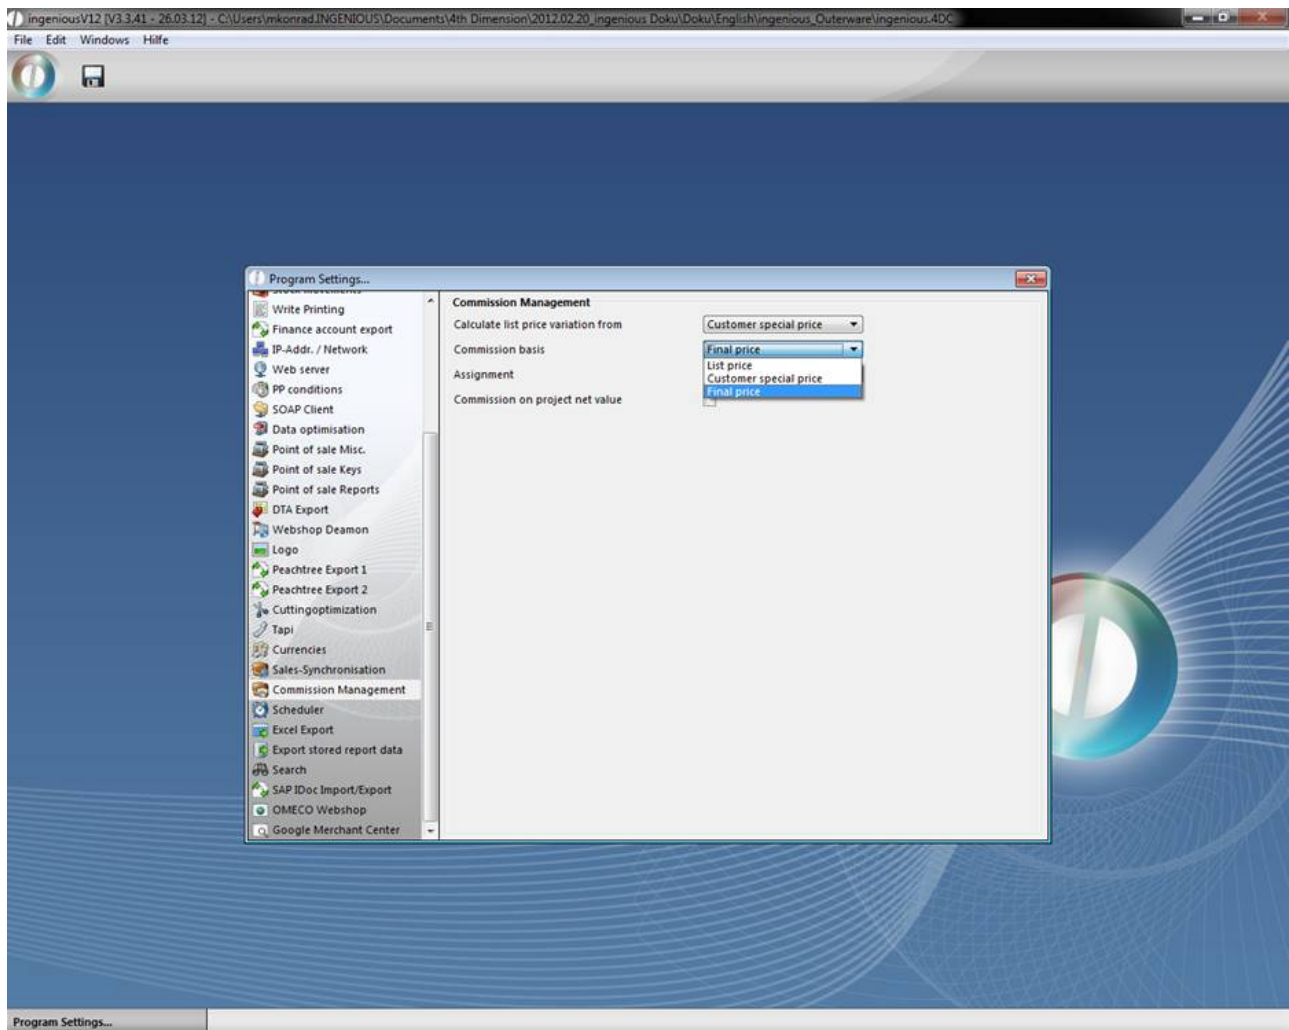 ingeniousV12 [V3.3.41 - 26.03.12] - C:\Users\mkonrad.INGENIOUS\Documents\4th Dimension\2012.02.20_ingenious Doku\Doku\English\ingenious_Outerware\ingenious.4DC
File Edit Windows Hilfe
Program Settings...
Stock movements
Write Printing
Finance account export
IP-Addr. / Network
Web server
PP conditions
SOAP Client
Data optimisation
Point of sale Misc.
Point of sale Keys
Point of sale Reports
DTA Export
Webshop Deamon
Logo
Peachtree Export 1
Peachtree Export 2
Cuttingoptimization
Tapi
Currencies
Sales-Synchronisation
Commission Management
Scheduler
Excel Export
Export stored report data
Search
SAP IDoc Import/Export
OMECO Webshop
Google Merchant Center
Commission Management
Calculate list price variation from Customer special price
Commission basis Final price
List price
Customer special price
Final price
Assignment
Commission on project net value
Program Settings...